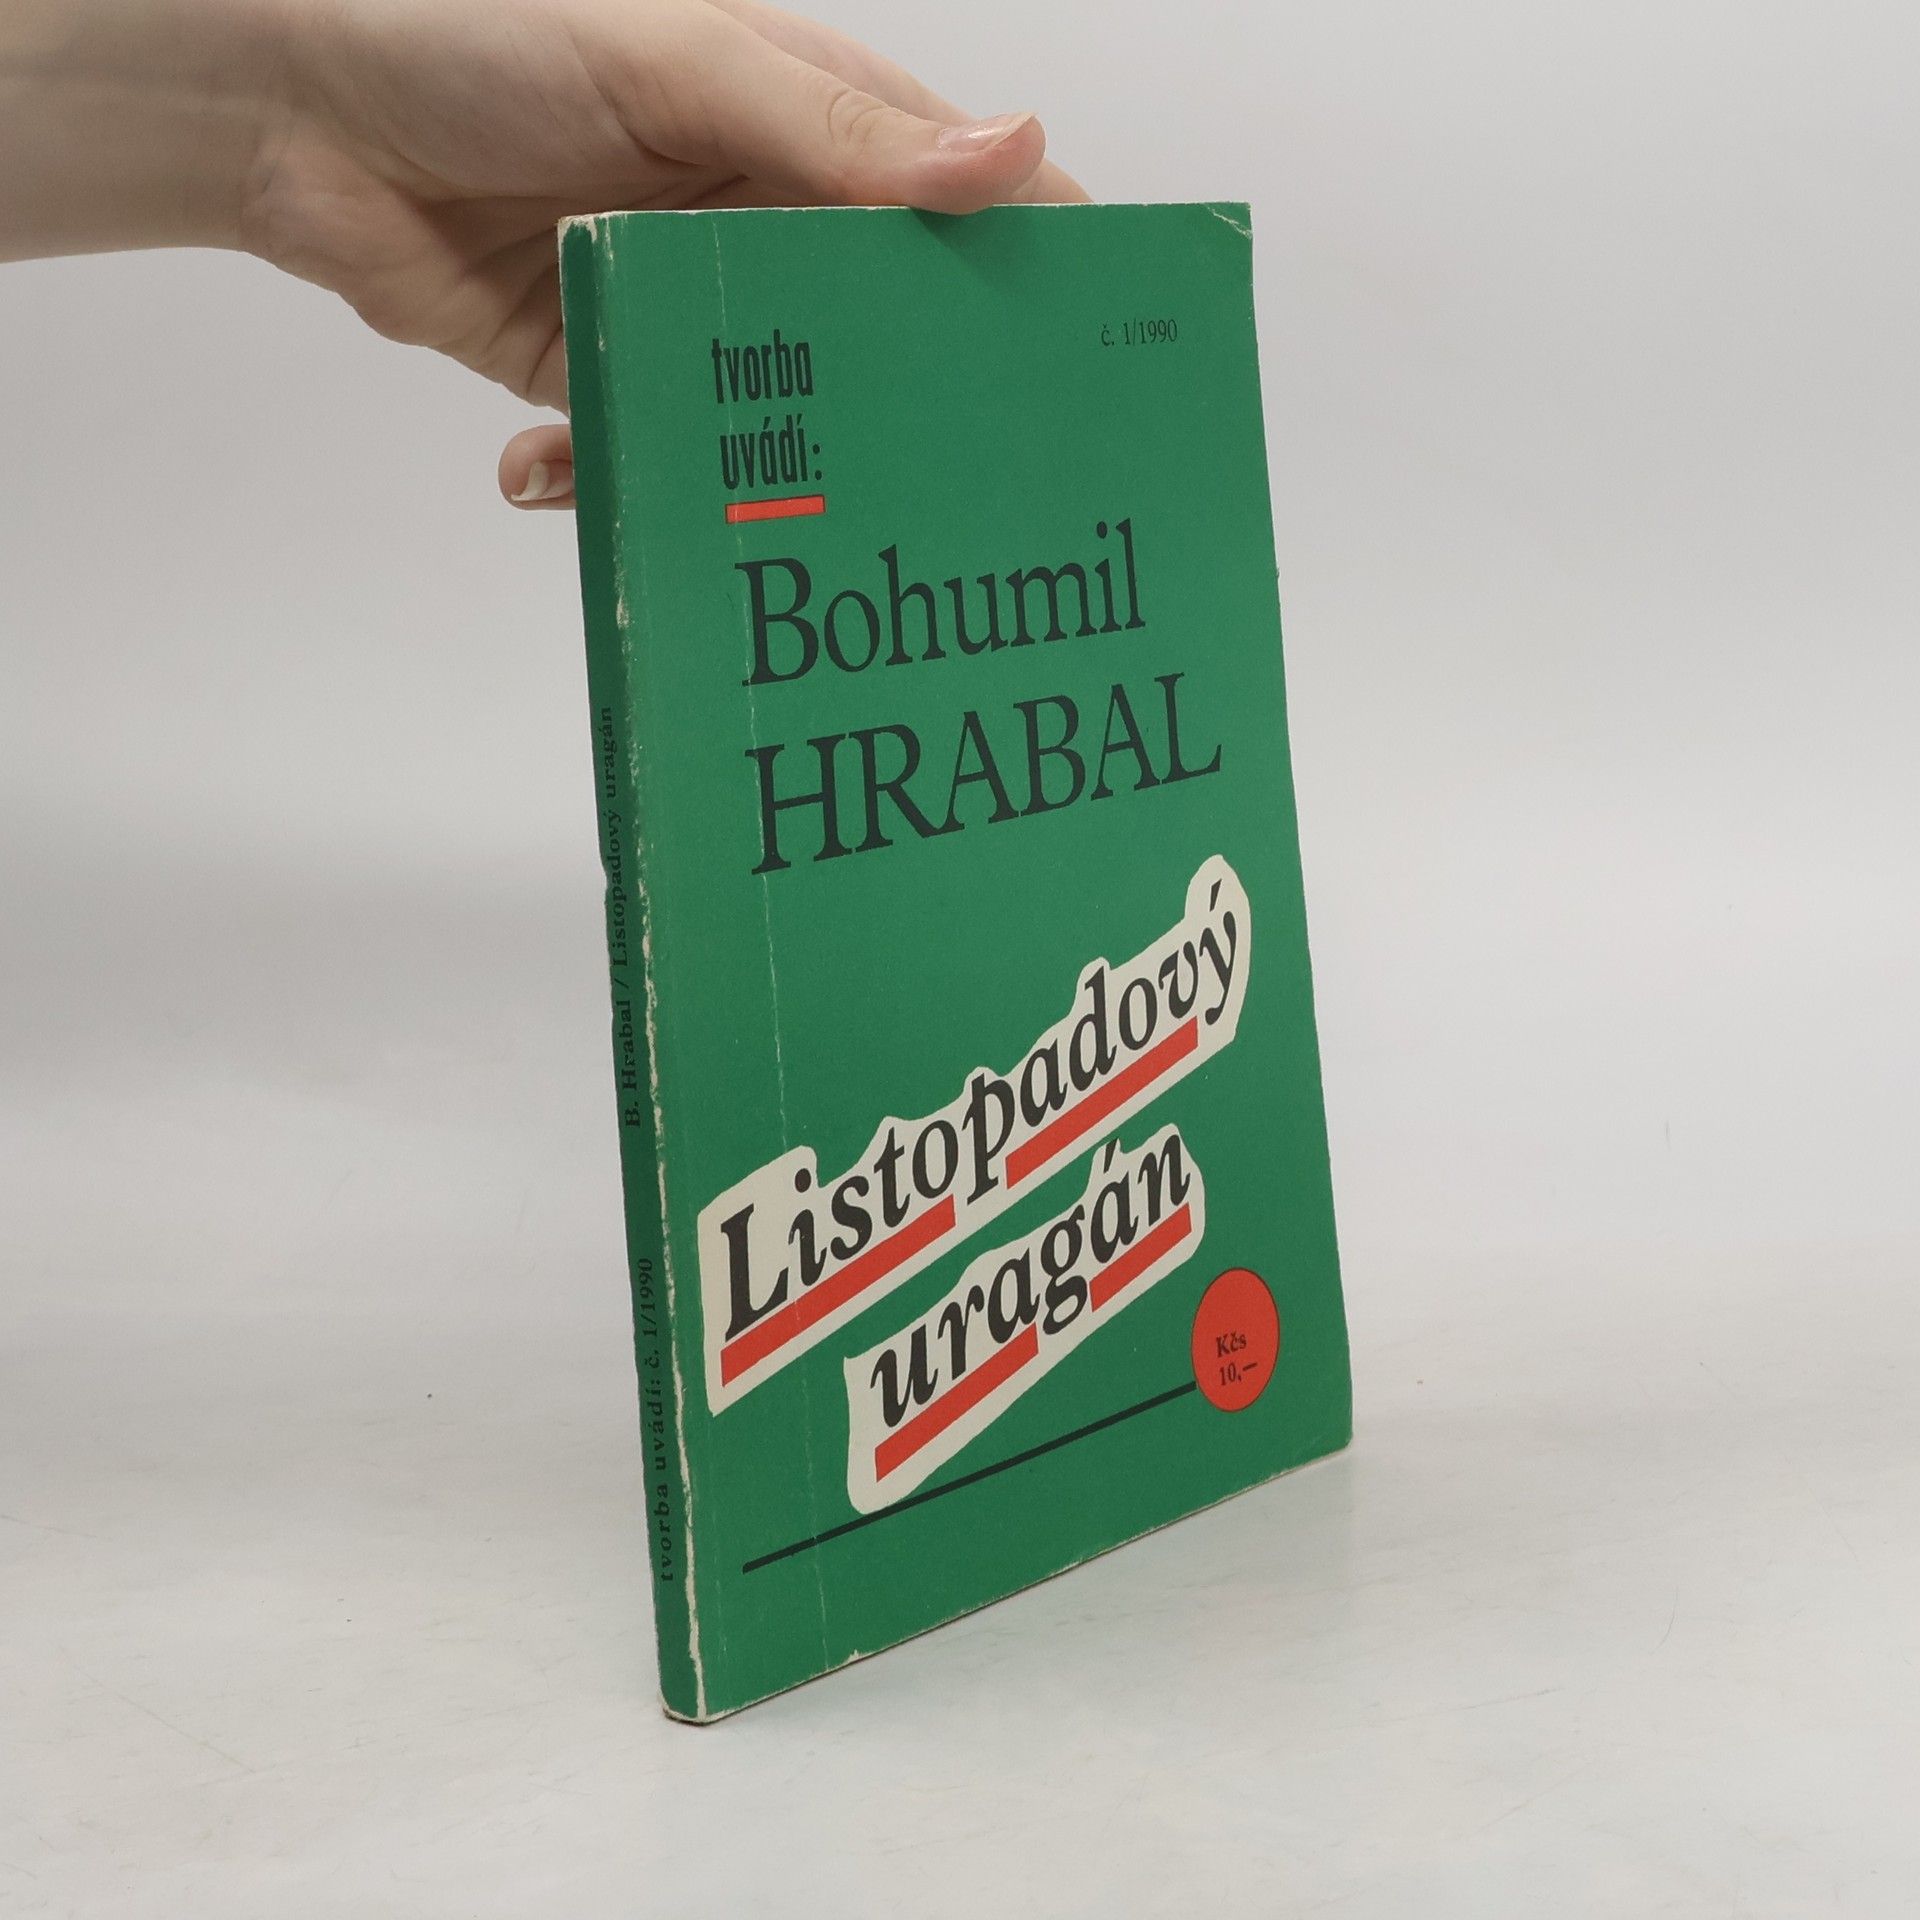 tvorba
uvádí:
č. 1/1990
Bohumil
HRABAL
Listopadový
uragán
Kčs
10,—
tvorba uvádí: č. 1/1990 B. Hrabal / Listopadový uragán